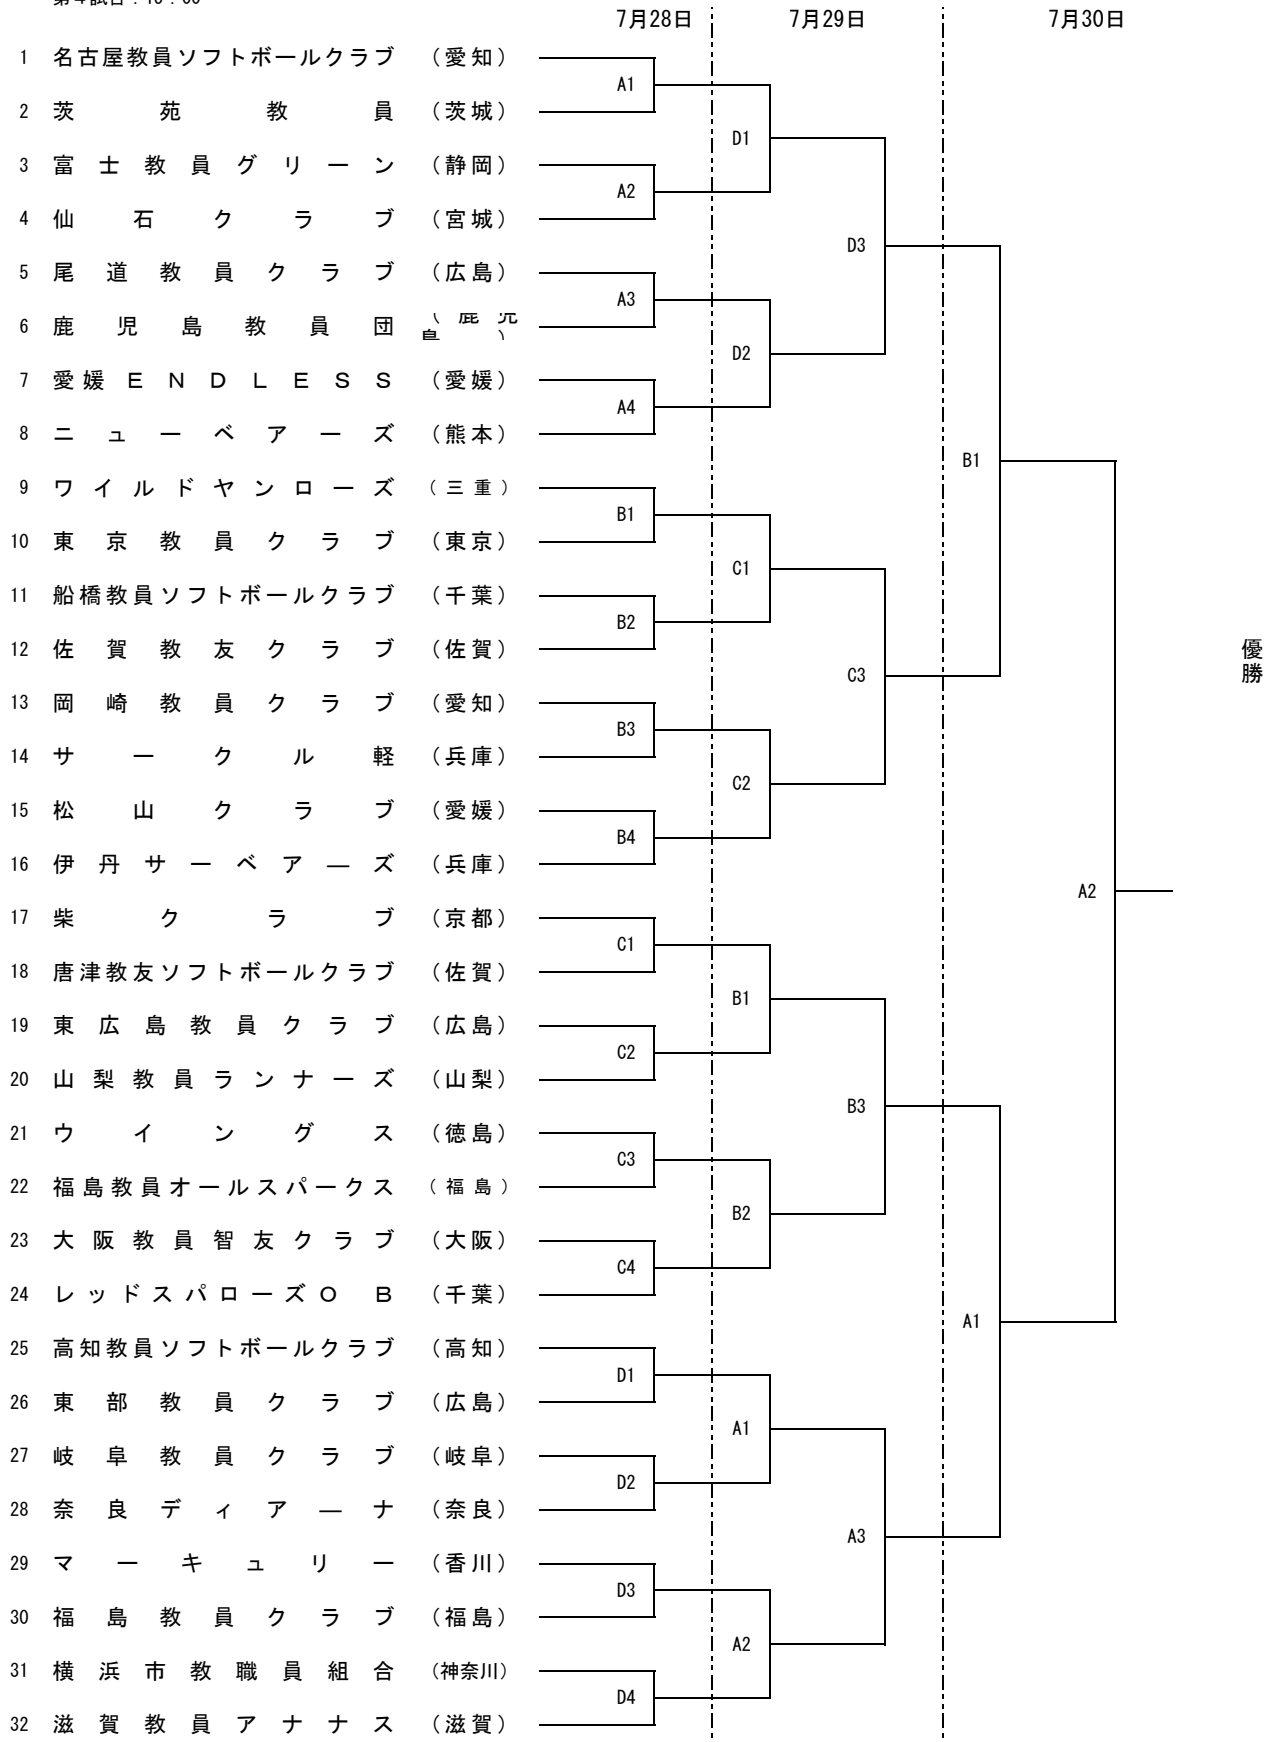 7月28日 7月29日 7月30日
1 名古屋教員ソフトボールクラブ （愛知）
A1
2 茨苑教員 （茨城）
D1
3 富士教員グリーン （静岡）
A2
4 仙石クラブ （宮城）
D3
5 尾道教員クラブ （広島）
A3
6 鹿児島教員団 （鹿児島）
D2
7 愛媛ＥＮＤＬＥＳＳ （愛媛）
A4
8 ニューベアーズ （熊本）
B1
9 ワイルドヤンローズ （三重）
B1
10 東京教員クラブ （東京）
C1
11 船橋教員ソフトボールクラブ （千葉）
B2
12 佐賀教友クラブ （佐賀）
優勝
C3
13 岡崎教員クラブ （愛知）
B3
14 サークル軽 （兵庫）
C2
15 松山クラブ （愛媛）
B4
16 伊丹サーベア―ズ （兵庫）
A2
17 柴クラブ （京都）
C1
18 唐津教友ソフトボールクラブ （佐賀）
B1
19 東広島教員クラブ （広島）
C2
20 山梨教員ランナーズ （山梨）
B3
21 ウイングス （徳島）
C3
22 福島教員オールスパークス （福島）
B2
23 大阪教員智友クラブ （大阪）
C4
24 レッドスパローズＯＢ （千葉）
A1
25 高知教員ソフトボールクラブ （高知）
D1
26 東部教員クラブ （広島）
A1
27 岐阜教員クラブ （岐阜）
D2
28 奈良ディア―ナ （奈良）
A3
29 マーキュリー （香川）
D3
30 福島教員クラブ （福島）
A2
31 横浜市教職員組合 （神奈川）
D4
32 滋賀教員アナナス （滋賀）